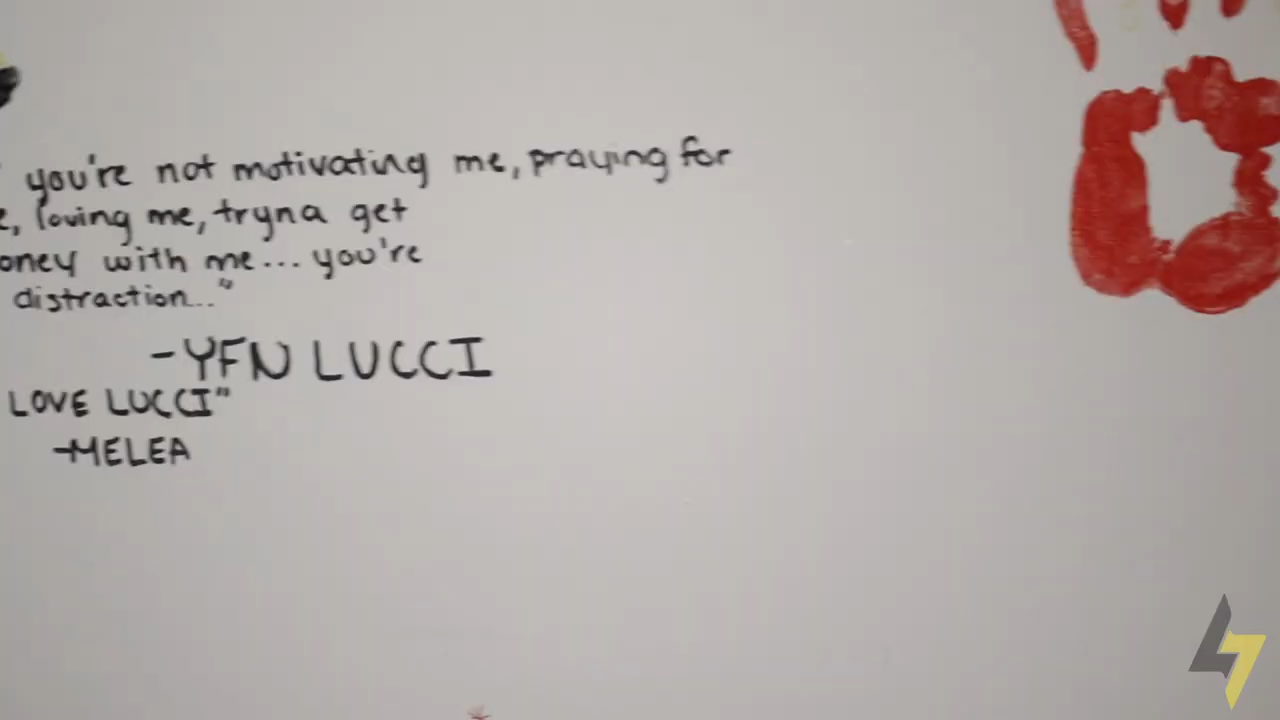 you're not motivating me, praying for
e, loving me, tryna get
oney with me... you're
distraction..."
-YFN LUCCI
LOVE LUCCI"
-MELEA